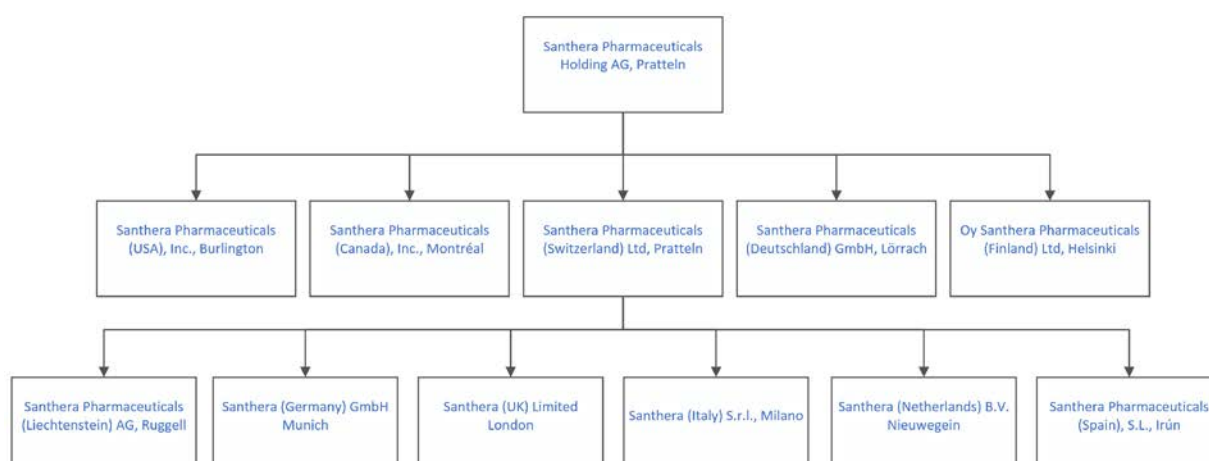 Santhera Pharmaceuticals
Holding AG, Pratteln
Santhera Pharmaceuticals
(USA), Inc., Burlington
Santhera Pharmaceuticals
(Canada), Inc., Montréal
Santhera Pharmaceuticals
(Switzerland) Ltd, Pratteln
Santhera Pharmaceuticals
(Deutschland) GmbH, Lörrach
Oy Santhera Pharmaceuticals
(Finland) Ltd, Helsinki
Santhera Pharmaceuticals
(Liechtenstein) AG, Ruggell
Santhera (Germany) GmbH
Munich
Santhera (UK) Limited
London
Santhera (Italy) S.r.l., Milano
Santhera (Netherlands) B.V.
Nieuwegein
Santhera Pharmaceuticals
(Spain), S.L., Irún